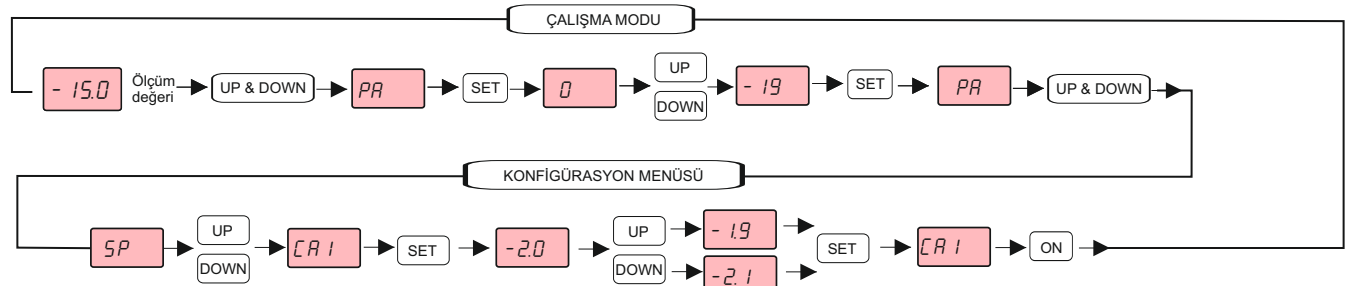 ÇALIŞMA MODU
- 15.0
Ölçüm
değeri
UP & DOWN
PA
SET
0
UP
DOWN
- 19
SET
PA
UP & DOWN
KONFİGÜRASYON MENÜSÜ
SP
UP
DOWN
CA1
SET
-2.0
UP
DOWN
- 1.9
-2.1
SET
CA1
ON